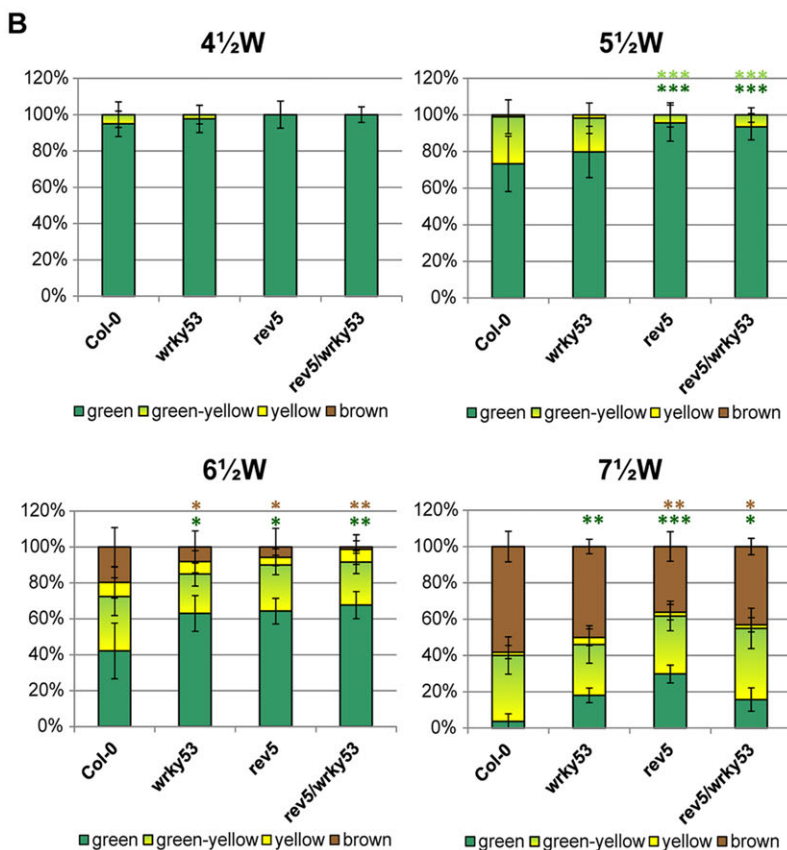 B
4½W
120%
100%
80%
60%
40%
20%
0%
Col-0
wrky53
rev5
rev5/wrky53
green
green-yellow
yellow
brown
5½W
*** ***
*** ***
120%
100%
80%
60%
40%
20%
0%
Col-0
wrky53
rev5
rev5/wrky53
green
green-yellow
yellow
brown
6½W
* * **
* * **
120%
100%
80%
60%
40%
20%
0%
Col-0
wrky53
rev5
rev5/wrky53
green
green-yellow
yellow
brown
7½W
** *
** *** *
120%
100%
80%
60%
40%
20%
0%
Col-0
wrky53
rev5
rev5/wrky53
green
green-yellow
yellow
brown